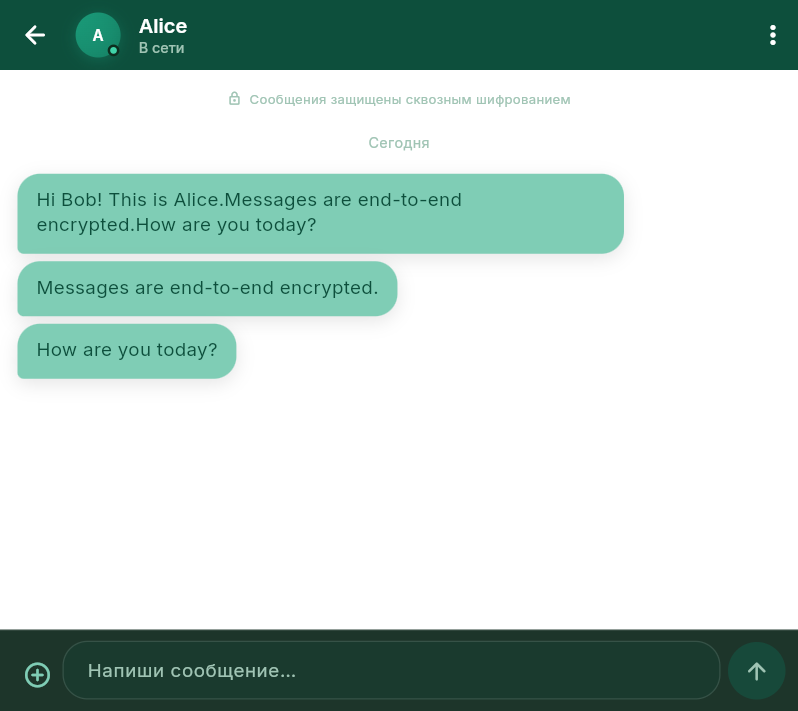 A
Alice
В сети
Сообщения защищены сквозным шифрованием
Сегодня
Hi Bob! This is Alice.Messages are end-to-end
encrypted.How are you today?
Messages are end-to-end encrypted.
How are you today?
Напиши сообщение...